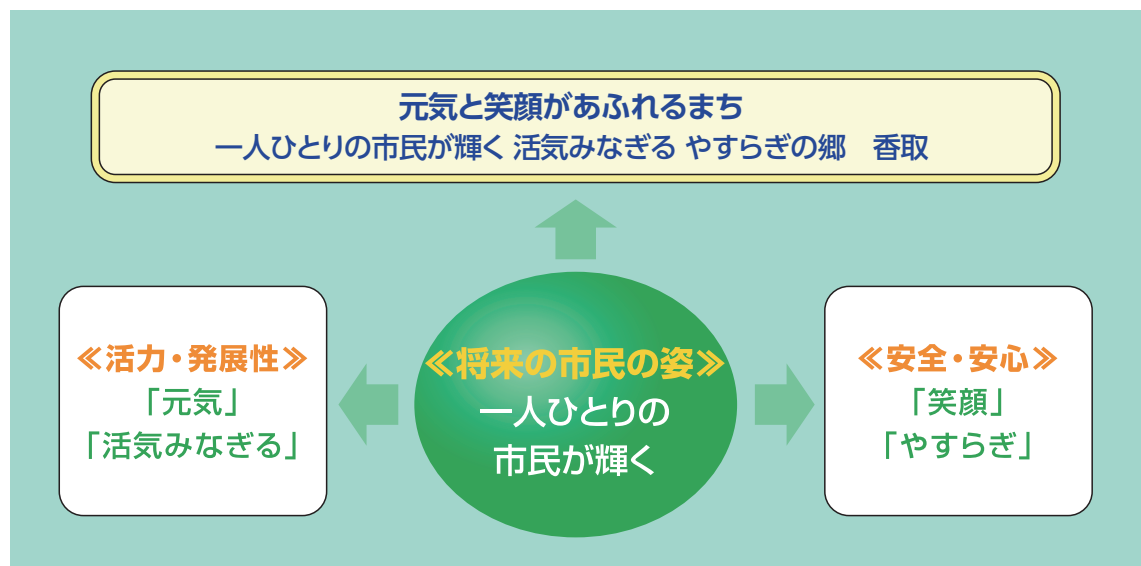 元気と笑顔があふれるまち
一人ひとりの市民が輝く 活気みなぎる やすらぎの郷　香取
≪活力・発展性≫
「元気」
「活気みなぎる」
≪将来の市民の姿≫
一人ひとりの
市民が輝く
≪安全・安心≫
「笑顔」
「やすらぎ」